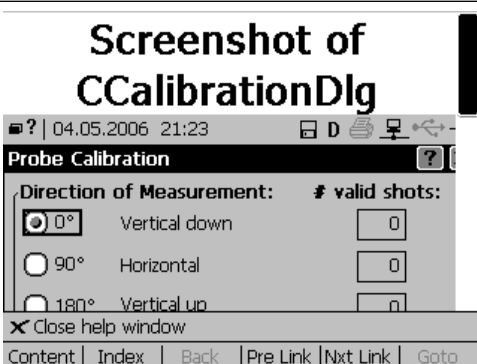 Screenshot of
CCalibrationDlg
? | 04.05.2006 21:23 D
Probe Calibration ?
Direction of Measurement: # valid shots:
0° Vertical down 0
90° Horizontal 0
180° Vertical up 0
Close help window
Content | Index | Back | Pre Link | Nxt Link | Goto